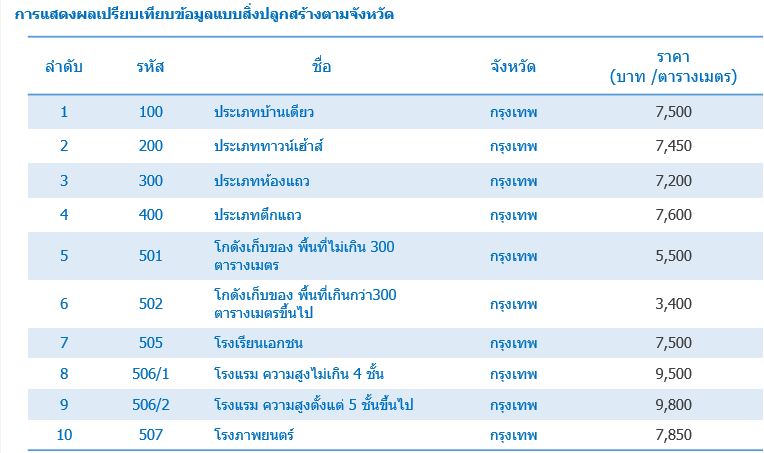 การแสดงผลเปรียบเทียบข้อมูลแบบสิ่งปลูกสร้างตามจังหวัด
ลำดับ รหัส ชื่อ จังหวัด ราคา
(บาท /ตารางเมตร)
1 100 ประเภทบ้านเดียว กรุงเทพ 7,500
2 200 ประเภททาวน์เฮ้าส์ กรุงเทพ 7,450
3 300 ประเภทห้องแถว กรุงเทพ 7,200
4 400 ประเภทตึกแถว กรุงเทพ 7,600
5 501 โกดังเก็บของ พื้นที่ไม่เกิน 300
ตารางเมตร กรุงเทพ 5,500
6 502 โกดังเก็บของ พื้นที่เกินกว่า300
ตารางเมตรขึ้นไป กรุงเทพ 3,400
7 505 โรงเรียนเอกชน กรุงเทพ 7,500
8 506/1 โรงแรม ความสูงไม่เกิน 4 ชั้น กรุงเทพ 9,500
9 506/2 โรงแรม ความสูงตั้งแต่ 5 ชั้นขึ้นไป กรุงเทพ 9,800
10 507 โรงภาพยนตร์ กรุงเทพ 7,850